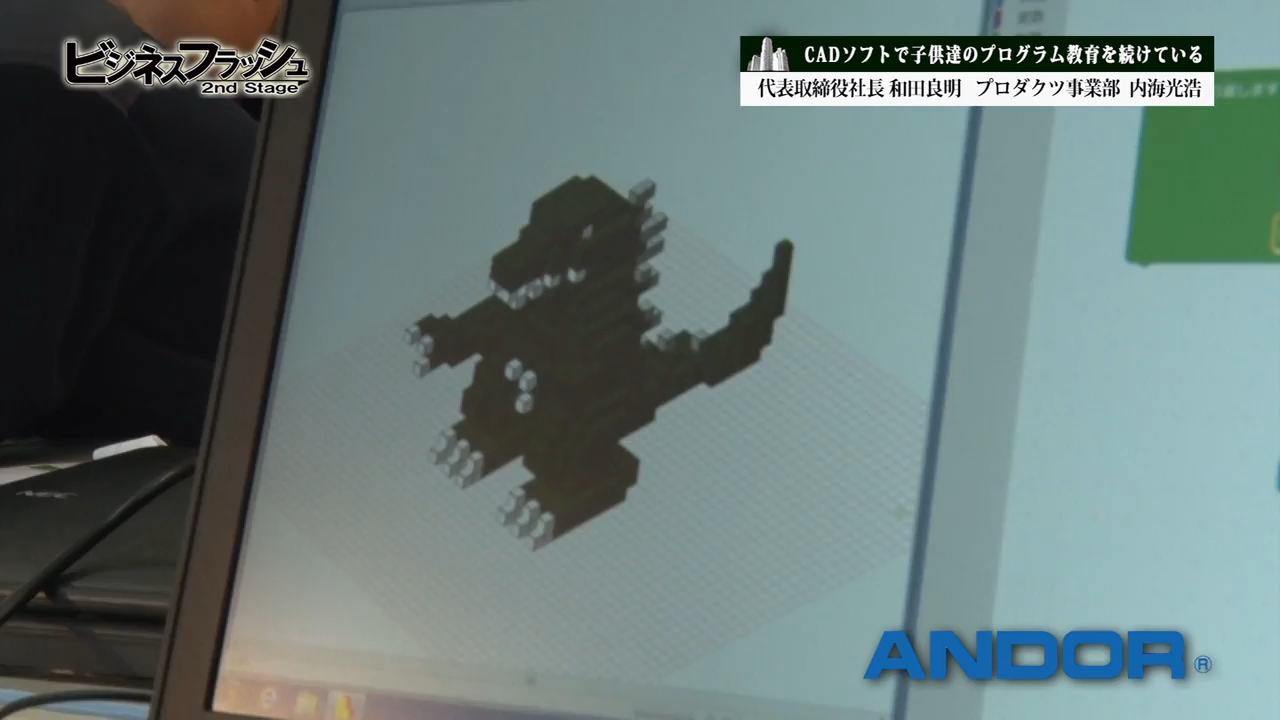 ビジネスフラッシュ
2nd Stage
CADソフトで子供達のプログラム教育を続けている
代表取締役社長 和田良明 プロダクツ事業部 内海光浩
NEC
ANDOR®